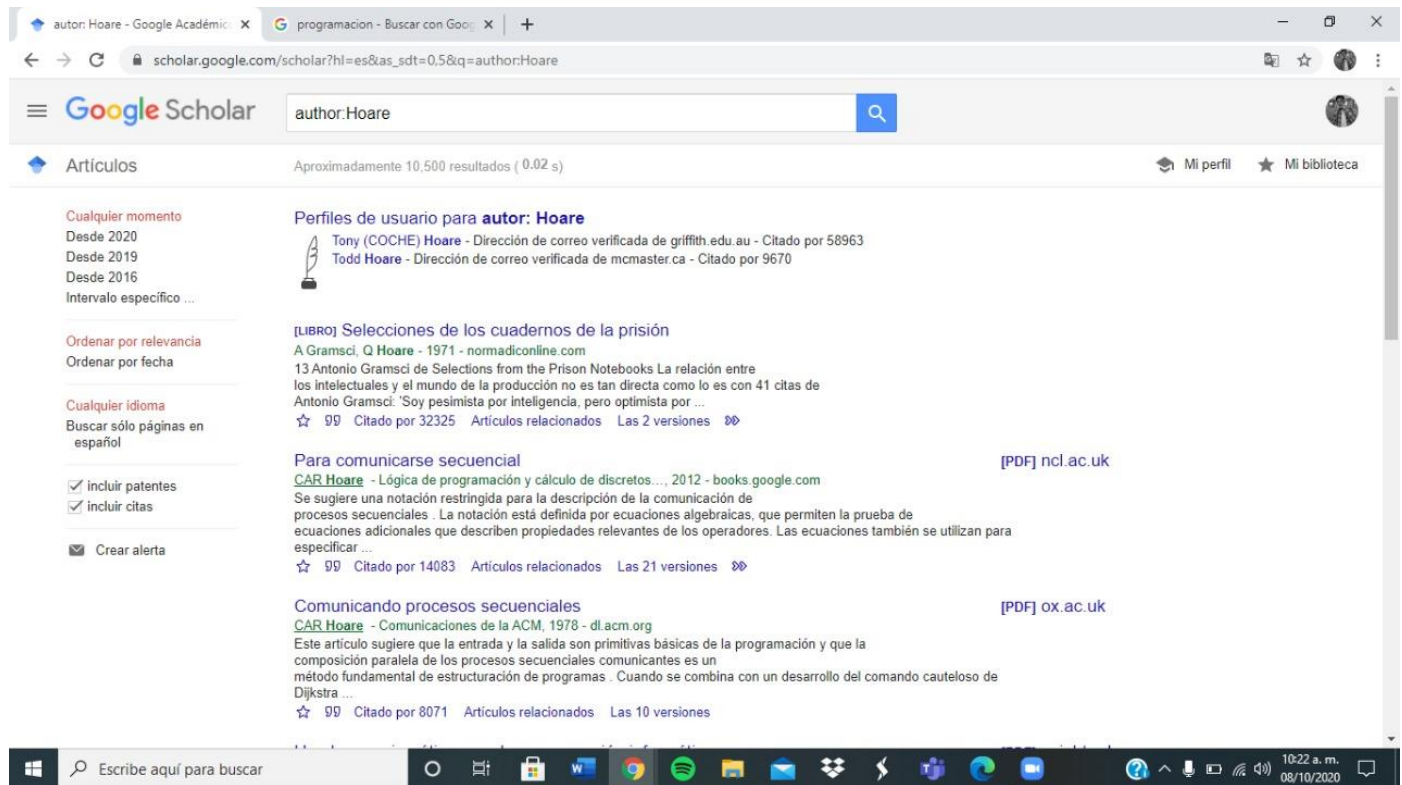 autor: Hoare - Google Académic
programacion - Buscar con Goog
scholar.google.com/scholar?hl=es&as_sdt=0,5&q=author:Hoare
Google Scholar
author:Hoare
Artículos
Aproximadamente 10,500 resultados ( 0.02 s)
Mi perfil
Mi biblioteca
Cualquier momento
Desde 2020
Desde 2019
Desde 2016
Intervalo específico ...
Ordenar por relevancia
Ordenar por fecha
Cualquier idioma
Buscar sólo páginas en
español
incluir patentes
incluir citas
Crear alerta
Perfiles de usuario para autor: Hoare
Tony (COCHE) Hoare - Dirección de correo verificada de griffith.edu.au - Citado por 58963
Todd Hoare - Dirección de correo verificada de mcmaster.ca - Citado por 9670
[LIBRO] Selecciones de los cuadernos de la prisión
A Gramsci, Q Hoare - 1971 - normadiconline.com
13 Antonio Gramsci de Selections from the Prison Notebooks La relación entre
los intelectuales y el mundo de la producción no es tan directa como lo es con 41 citas de
Antonio Gramsci: 'Soy pesimista por inteligencia, pero optimista por ...
Citado por 32325 Artículos relacionados Las 2 versiones
Para comunicarse secuencial
[PDF] ncl.ac.uk
CAR Hoare - Lógica de programación y cálculo de discretos..., 2012 - books.google.com
Se sugiere una notación restringida para la descripción de la comunicación de
procesos secuenciales . La notación está definida por ecuaciones algebraicas, que permiten la prueba de
ecuaciones adicionales que describen propiedades relevantes de los operadores. Las ecuaciones también se utilizan para
especificar ...
Citado por 14083 Artículos relacionados Las 21 versiones
Comunicando procesos secuenciales
[PDF] ox.ac.uk
CAR Hoare - Comunicaciones de la ACM, 1978 - dl.acm.org
Este artículo sugiere que la entrada y la salida son primitivas básicas de la programación y que la
composición paralela de los procesos secuenciales comunicantes es un
método fundamental de estructuración de programas . Cuando se combina con un desarrollo del comando cauteloso de
Dijkstra ...
Citado por 8071 Artículos relacionados Las 10 versiones
Escribe aquí para buscar
10:22 a. m.
08/10/2020